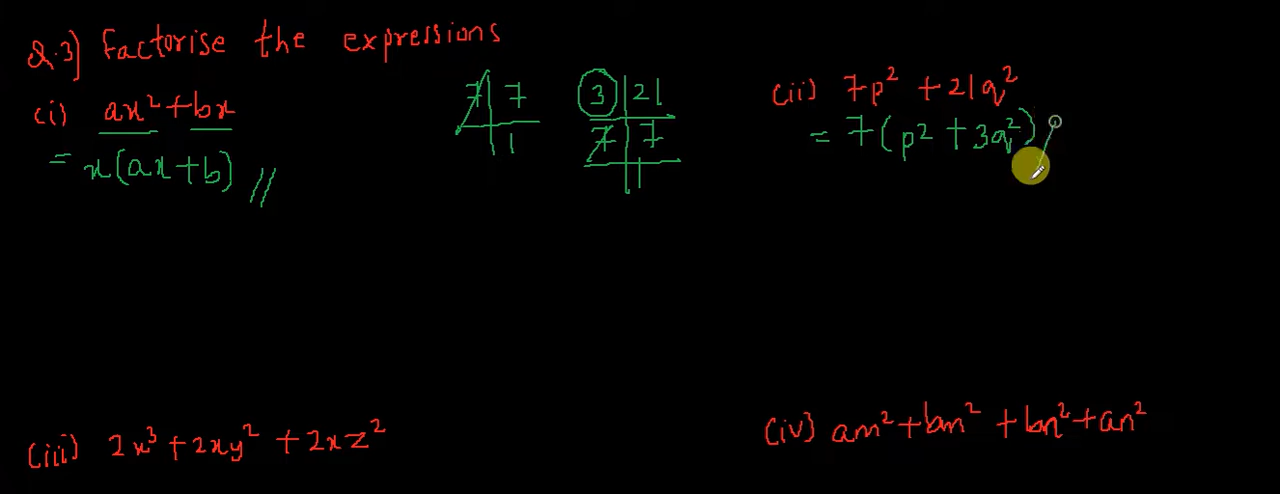 Q.3] Factorise the expressions
(i) ax² + bx
= x(ax + b) //
7 | 7
1
3 | 21
7 | 7
1
(ii) 7p² + 21q²
= 7(p² + 3q²)
(iii) 2x³ + 2xy² + 2xz²
(iv) am² + bm² + bn² + an²